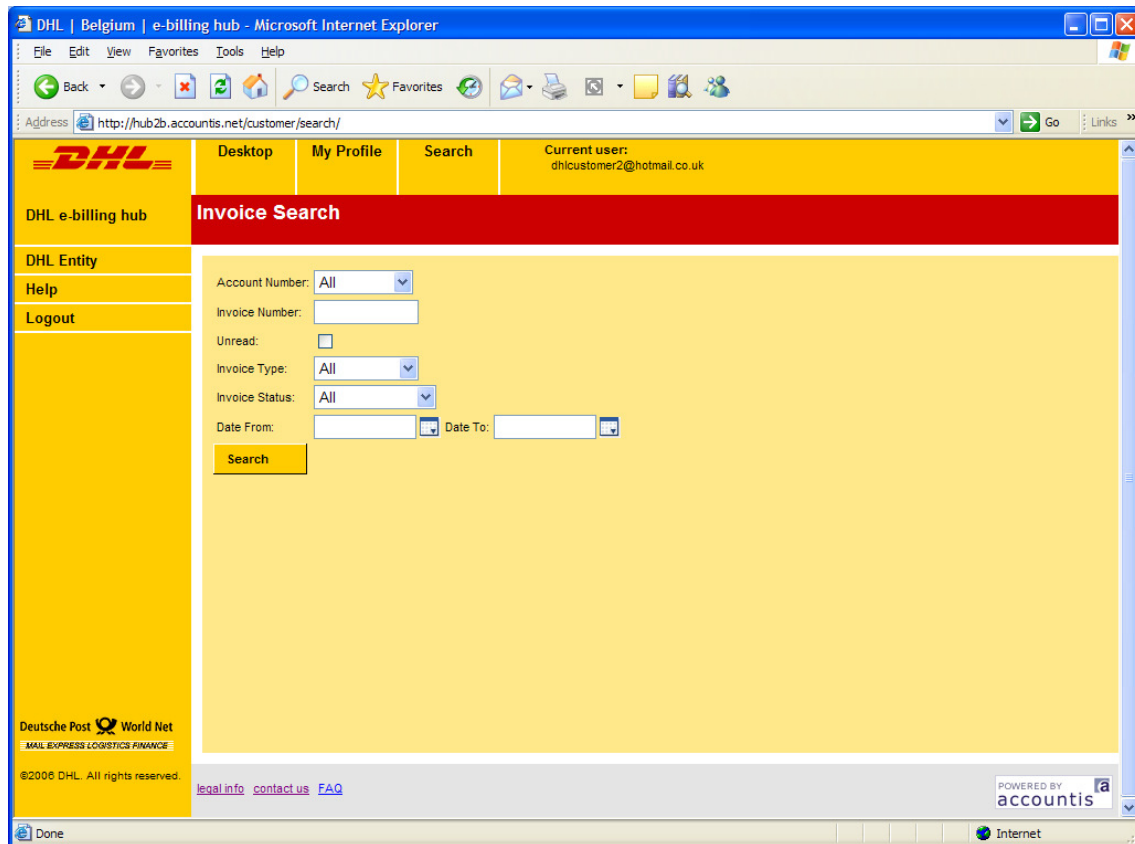 DHL | Belgium | e-billing hub - Microsoft Internet Explorer
File Edit View Favorites Tools Help
Back Search Favorites
Address http://hub2b.accountis.net/customer/search/ Go Links »
DHL Desktop My Profile Search Current user:
dhlcustomer2@hotmail.co.uk
DHL e-billing hub Invoice Search
DHL Entity
Help
Logout
Account Number: All
Invoice Number:
Unread:
Invoice Type: All
Invoice Status: All
Date From: Date To:
Search
Deutsche Post World Net
MAIL EXPRESS LOGISTICS FINANCE
©2006 DHL. All rights reserved.
legal info contact us FAQ
POWERED BY a
accountis
Done Internet